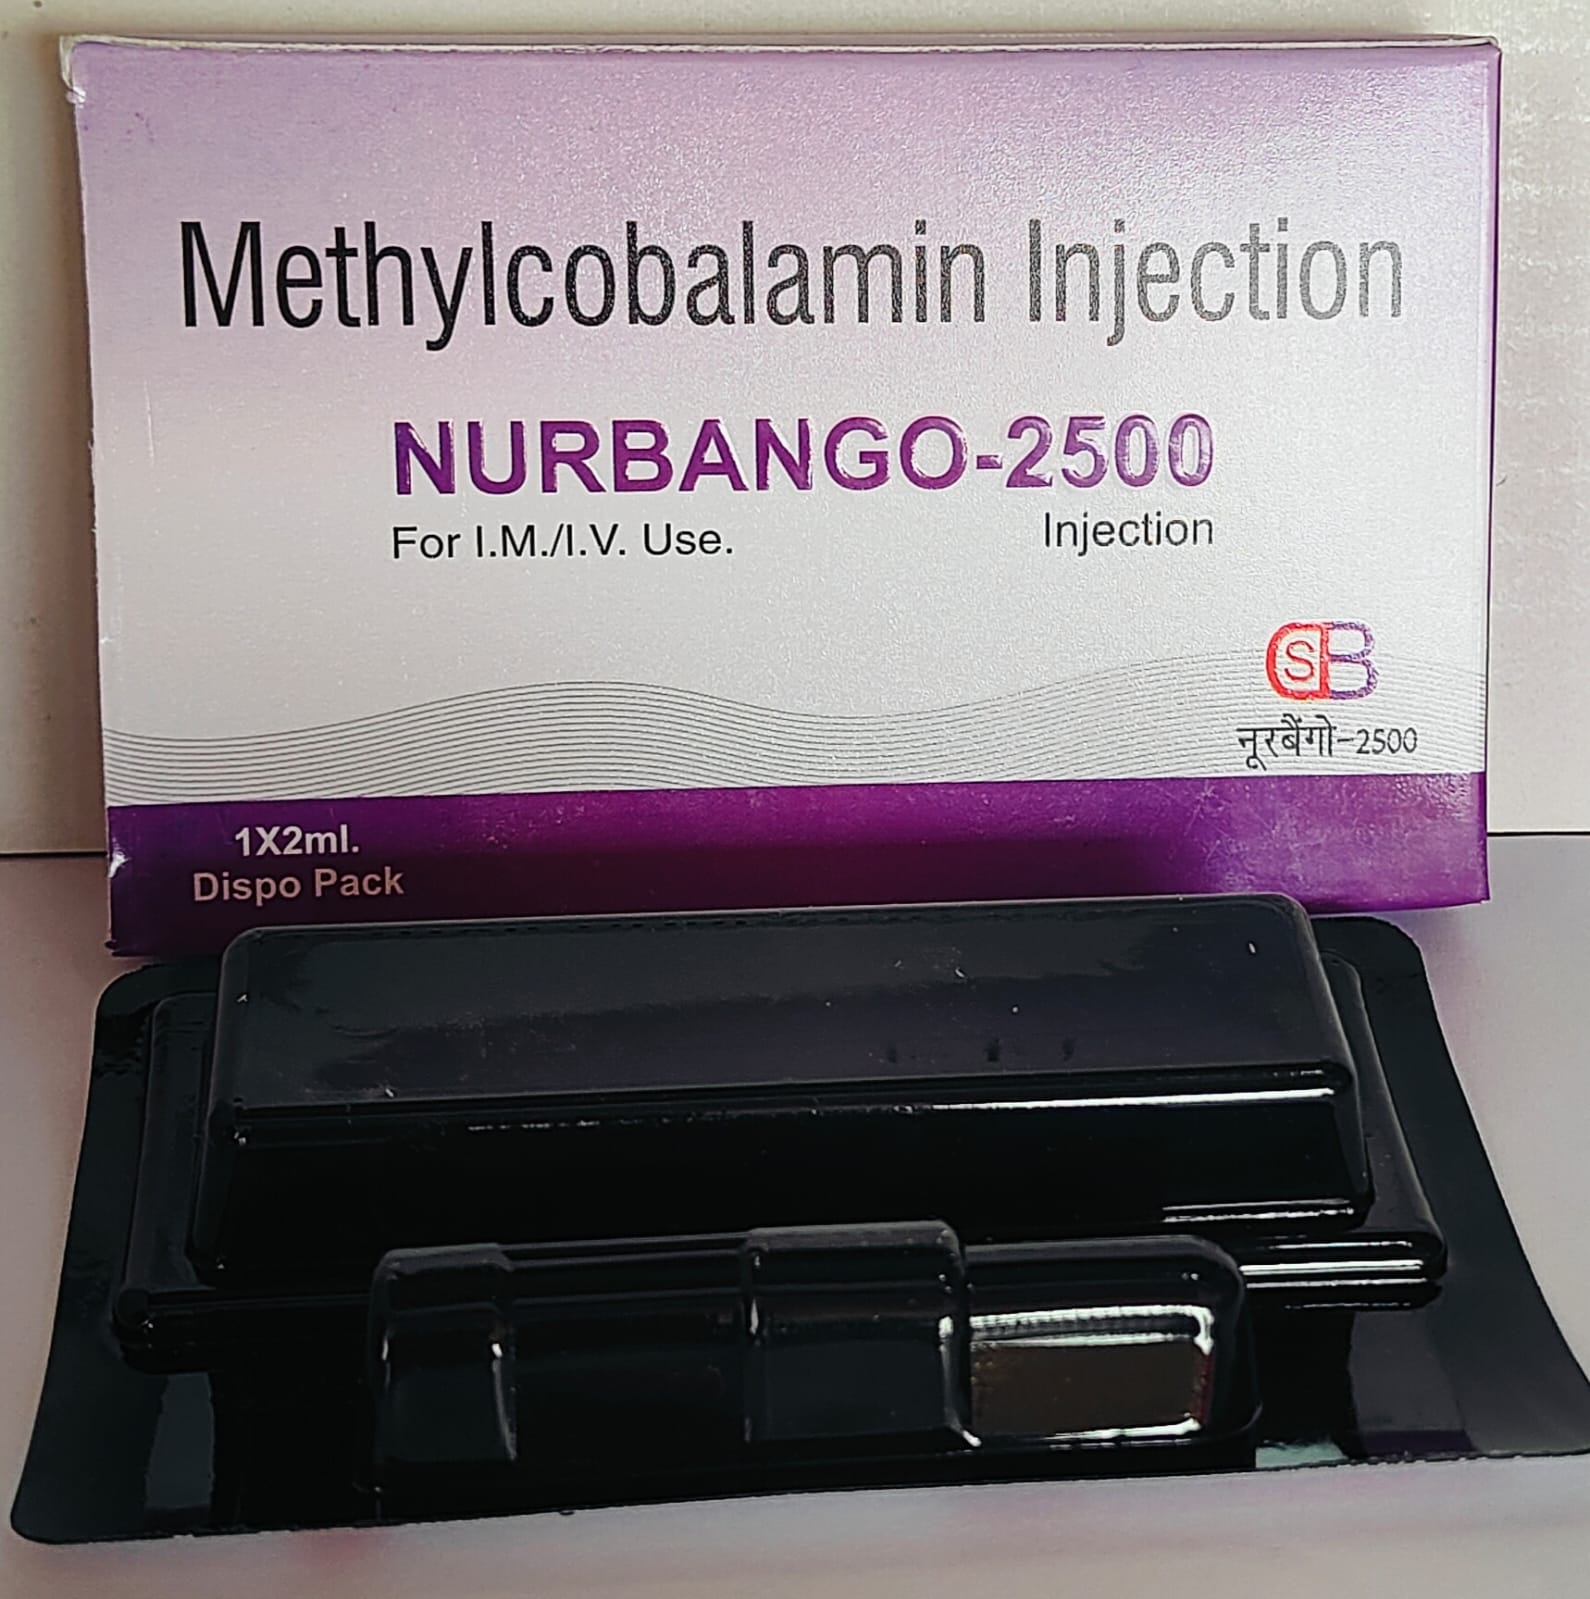 Methylcobalamin Injection
NURBANGO-2500
For I.M./I.V. Use. Injection
SB
नूरबैंगो-2500
1X2ml.
Dispo Pack